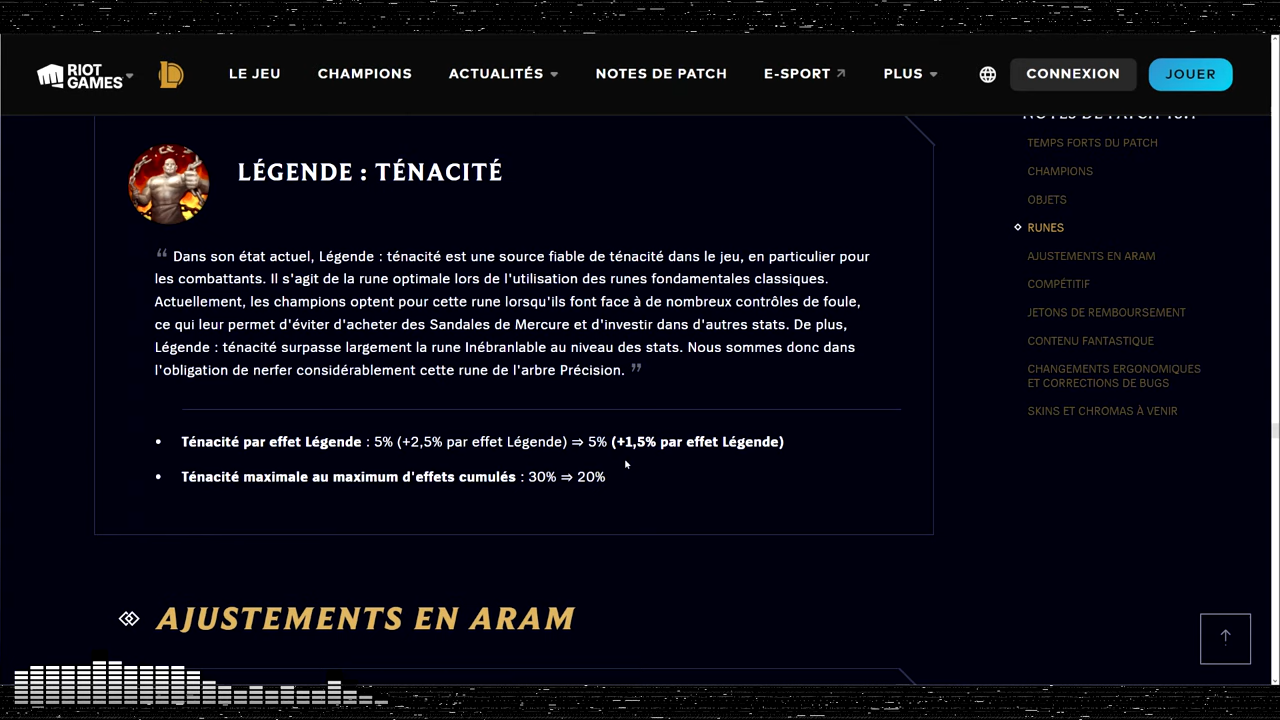 RIOT GAMES
LE JEU
CHAMPIONS
ACTUALITÉS
NOTES DE PATCH
E-SPORT
PLUS
CONNEXION
JOUER
LÉGENDE : TÉNACITÉ
“ Dans son état actuel, Légende : ténacité est une source fiable de ténacité dans le jeu, en particulier pour
les combattants. Il s'agit de la rune optimale lors de l'utilisation des runes fondamentales classiques.
Actuellement, les champions optent pour cette rune lorsqu'ils font face à de nombreux contrôles de foule,
ce qui leur permet d'éviter d'acheter des Sandales de Mercure et d'investir dans d'autres stats. De plus,
Légende : ténacité surpasse largement la rune Inébranlable au niveau des stats. Nous sommes donc dans
l'obligation de nerfer considérablement cette rune de l'arbre Précision. ”
• Ténacité par effet Légende : 5% (+2,5% par effet Légende) ⇒ 5% (+1,5% par effet Légende)
• Ténacité maximale au maximum d'effets cumulés : 30% ⇒ 20%
AJUSTEMENTS EN ARAM
NOTES DE PATCH
TEMPS FORTS DU PATCH
CHAMPIONS
OBJETS
RUNES
AJUSTEMENTS EN ARAM
COMPÉTITIF
JETONS DE REMBOURSEMENT
CONTENU FANTASTIQUE
CHANGEMENTS ERGONOMIQUES
ET CORRECTIONS DE BUGS
SKINS ET CHROMAS À VENIR